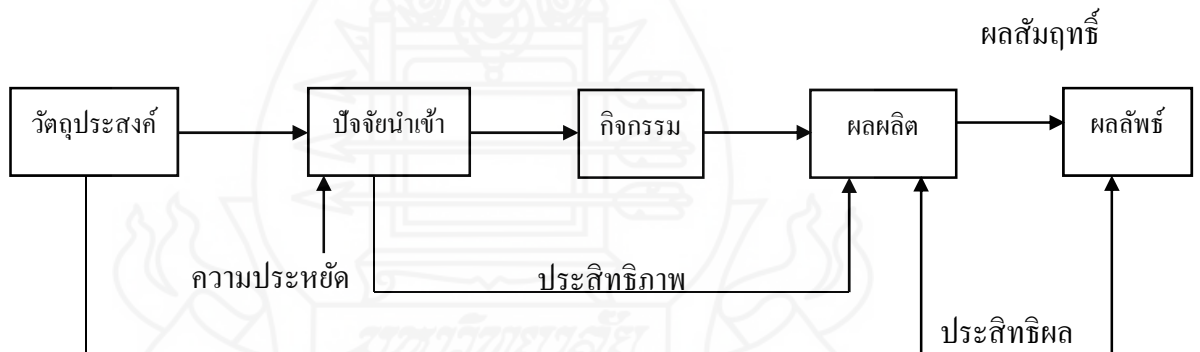 ผลสัมฤทธิ์
วัตถุประสงค์ ปัจจัยนำเข้า กิจกรรม ผลผลิต ผลลัพธ์
ความประหยัด ประสิทธิภาพ
ประสิทธิผล